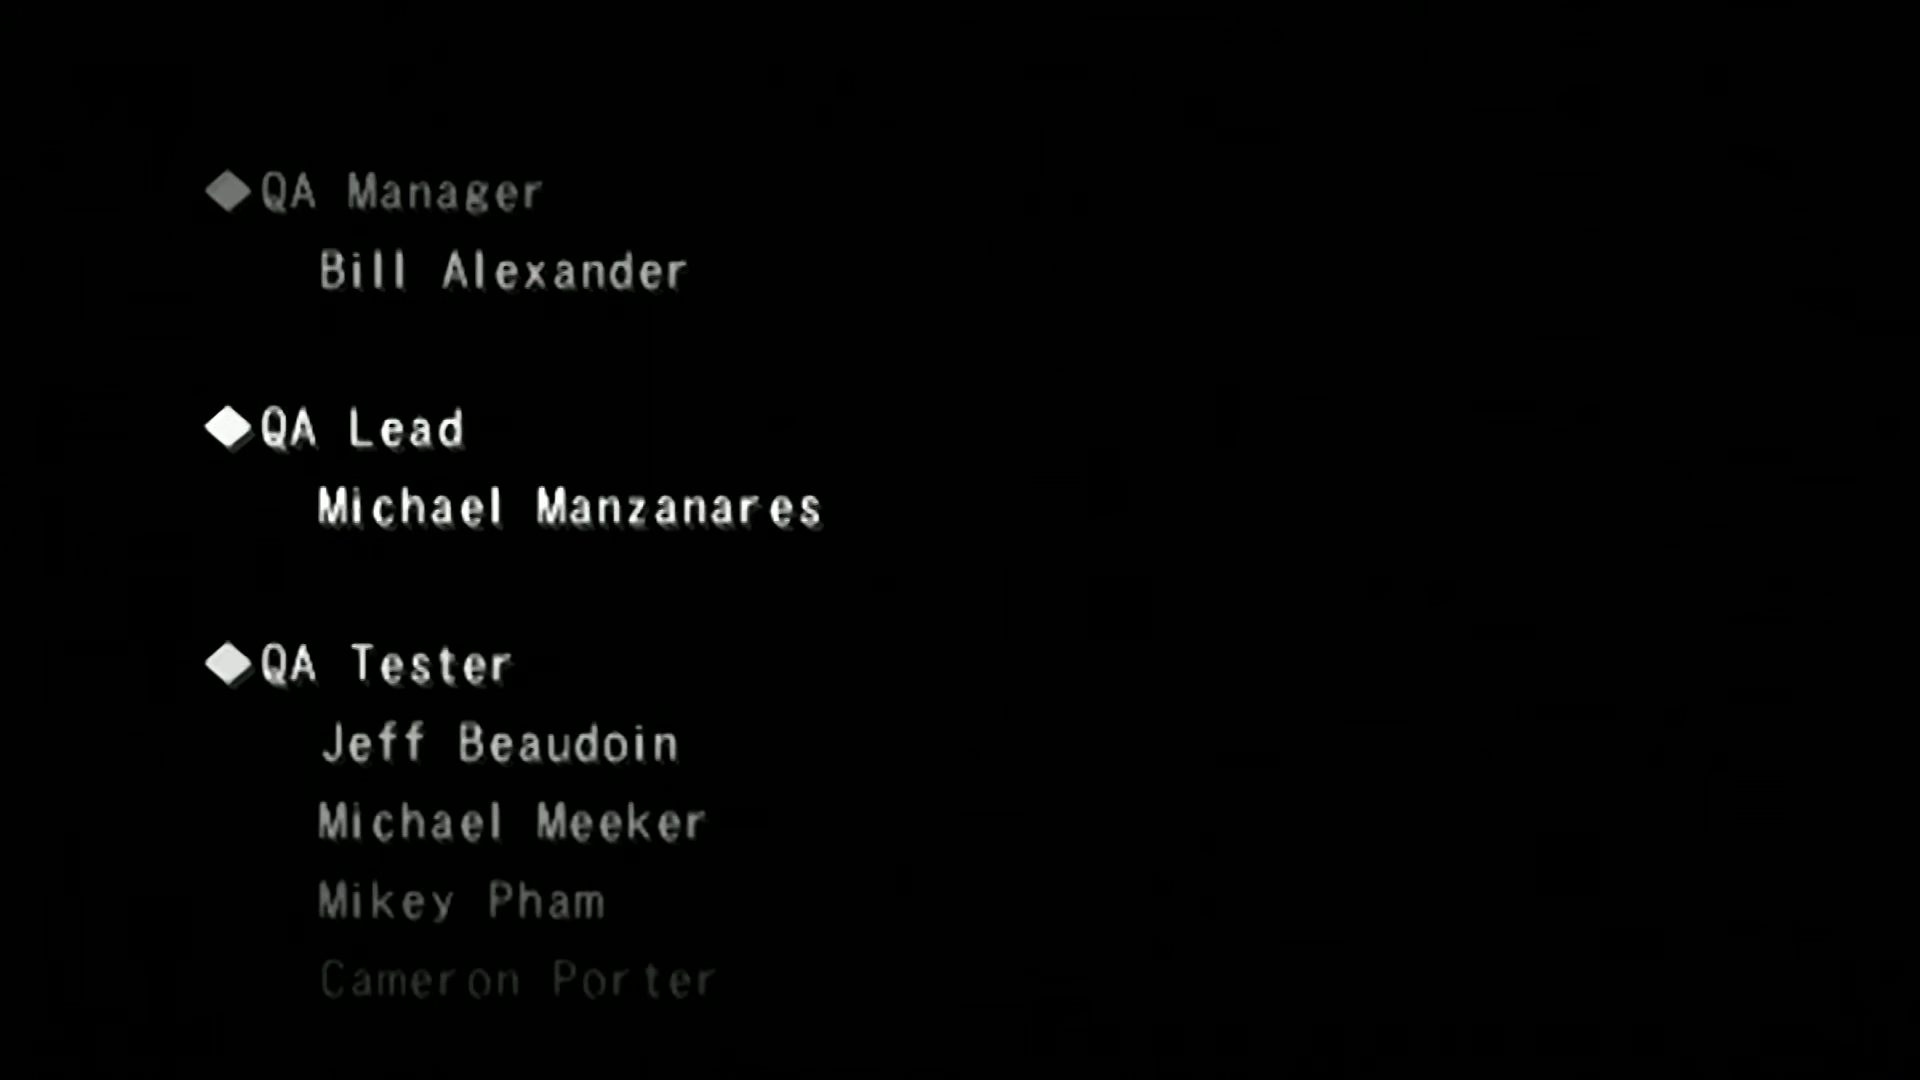 ◆QA Manager
Bill Alexander
◆QA Lead
Michael Manzanares
◆QA Tester
Jeff Beaudoin
Michael Meeker
Mikey Pham
Cameron Porter